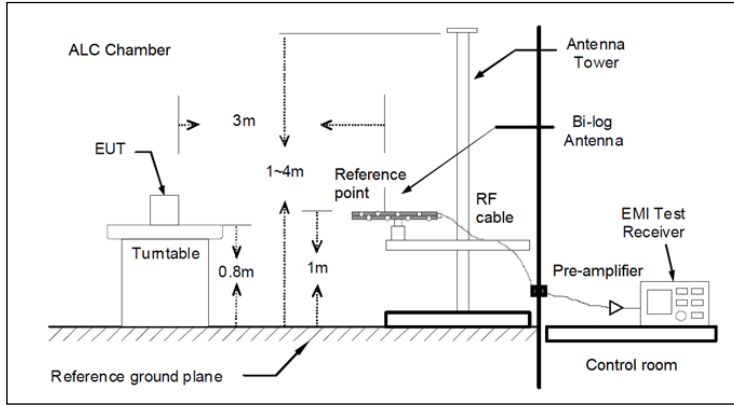 ALC Chamber
Antenna
Tower
3m
Bi-log
Antenna
EUT
1~4m
Reference
point
RF
cable
EMI Test
Receiver
Turntable
0.8m
1m
Pre-amplifier
Control room
Reference ground plane